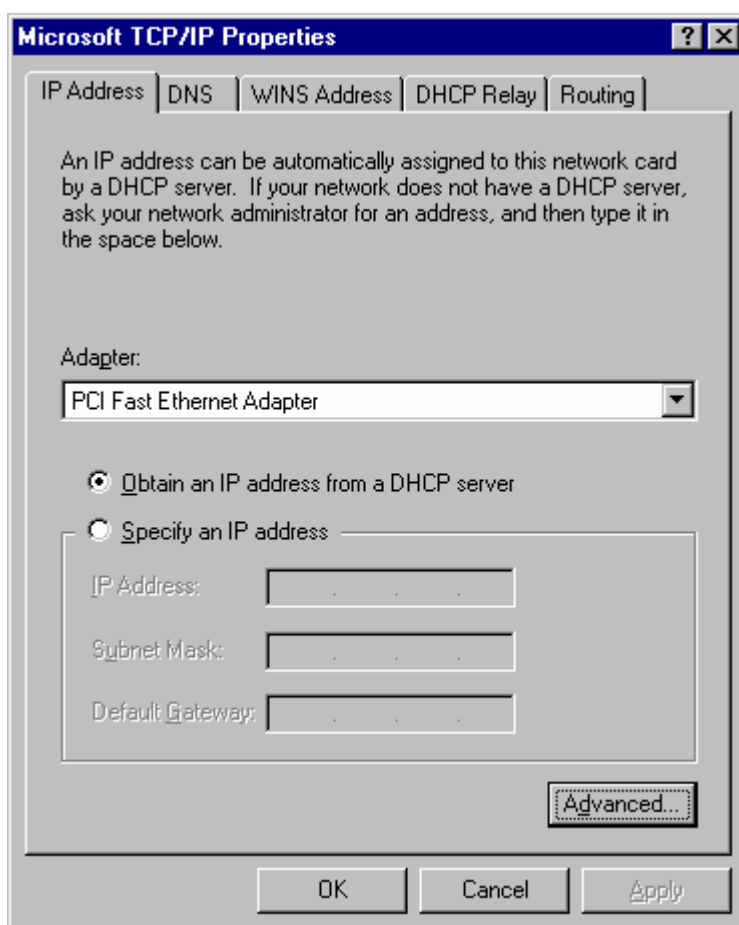 Microsoft TCP/IP Properties
IP Address DNS WINS Address DHCP Relay Routing
An IP address can be automatically assigned to this network card
by a DHCP server. If your network does not have a DHCP server,
ask your network administrator for an address, and then type it in
the space below.
Adapter:
PCI Fast Ethernet Adapter
Obtain an IP address from a DHCP server
Specify an IP address
IP Address:
Subnet Mask:
Default Gateway:
Advanced...
OK Cancel Apply